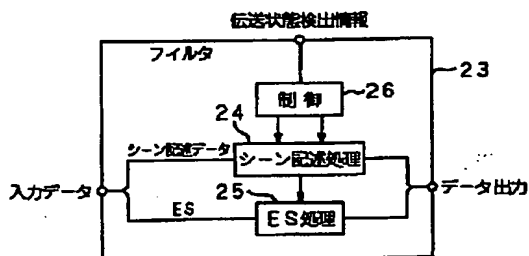 伝送状態検出情報
フィルタ
23
制御
26
24
シーン記述データ
シーン記述処理
入力データ
データ出力
25
ES
ES処理